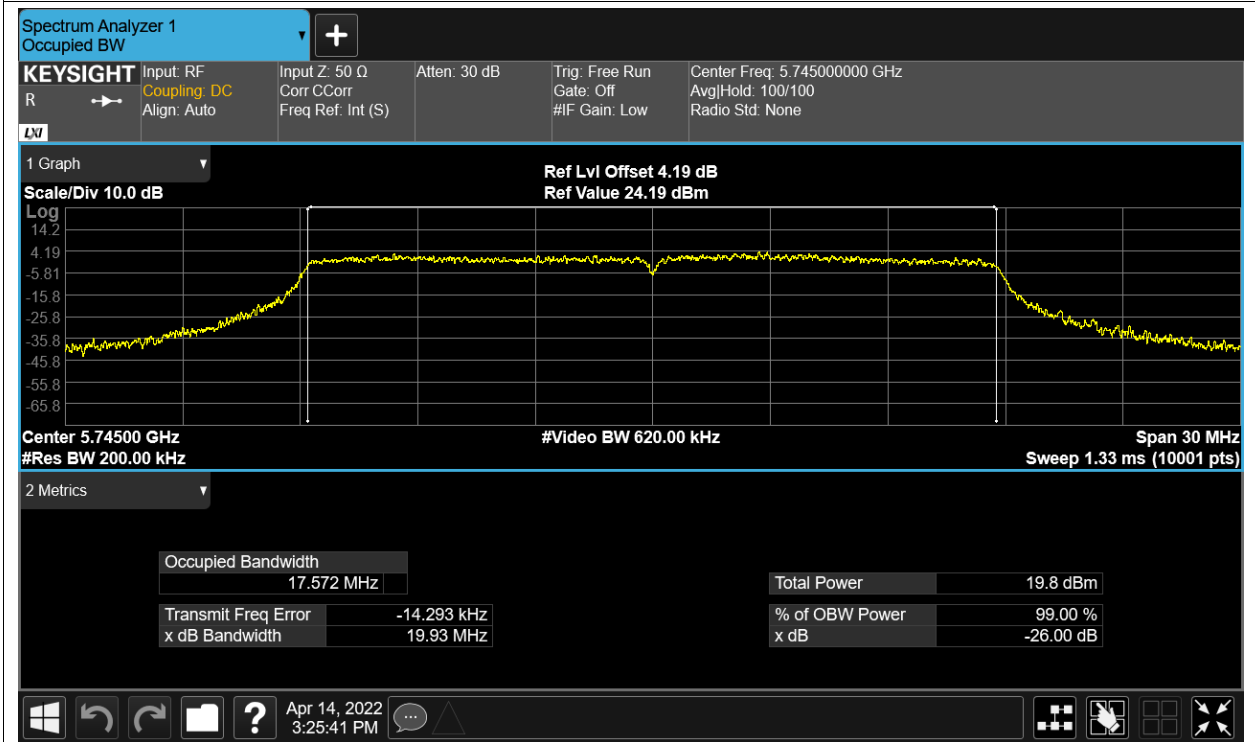 Spectrum Analyzer 1
Occupied BW
KEYSIGHT
R
LXI
Input: RF
Coupling: DC
Align: Auto
Input Z: 50 Ω
Corr CCorr
Freq Ref: Int (S)
Atten: 30 dB
Trig: Free Run
Gate: Off
#IF Gain: Low
Center Freq: 5.745000000 GHz
Avg|Hold: 100/100
Radio Std: None
1 Graph
Scale/Div 10.0 dB
Ref Lvl Offset 4.19 dB
Ref Value 24.19 dBm
Log
14.2
4.19
-5.81
-15.8
-25.8
-35.8
-45.8
-55.8
-65.8
Center 5.74500 GHz
#Video BW 620.00 kHz
Span 30 MHz
#Res BW 200.00 kHz
Sweep 1.33 ms (10001 pts)
2 Metrics
Occupied Bandwidth
17.572 MHz
Transmit Freq Error -14.293 kHz
x dB Bandwidth 19.93 MHz
Total Power 19.8 dBm
% of OBW Power 99.00 %
x dB -26.00 dB
?
Apr 14, 2022
3:25:41 PM